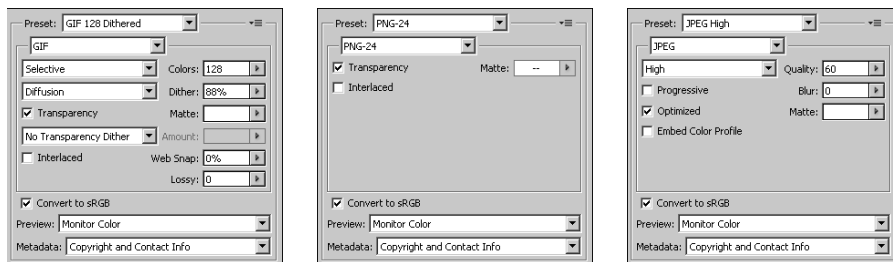 Preset: GIF 128 Dithered
GIF
Selective Colors: 128
Diffusion Dither: 88%
Transparency Matte:
No Transparency Dither Amount:
Interlaced Web Snap: 0%
Lossy: 0
Convert to sRGB
Preview: Monitor Color
Metadata: Copyright and Contact Info
Preset: PNG-24
PNG-24
Transparency Matte: --
Interlaced
Convert to sRGB
Preview: Monitor Color
Metadata: Copyright and Contact Info
Preset: JPEG High
JPEG
High Quality: 60
Progressive Blur: 0
Optimized Matte:
Embed Color Profile
Convert to sRGB
Preview: Monitor Color
Metadata: Copyright and Contact Info